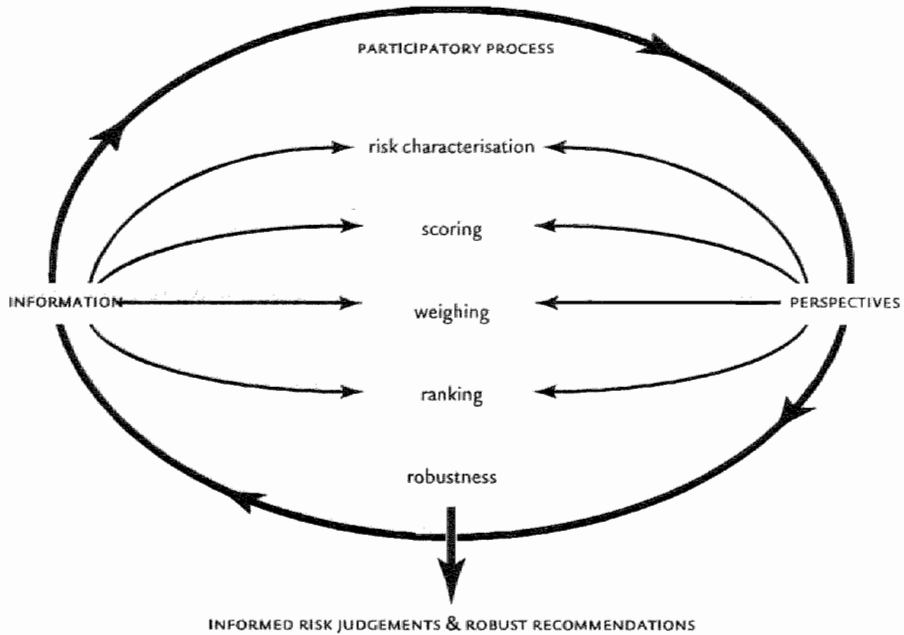 PARTICIPATORY PROCESS
risk characterisation
scoring
INFORMATION
weighing
PERSPECTIVES
ranking
robustness
INFORMED RISK JUDGEMENTS & ROBUST RECOMMENDATIONS